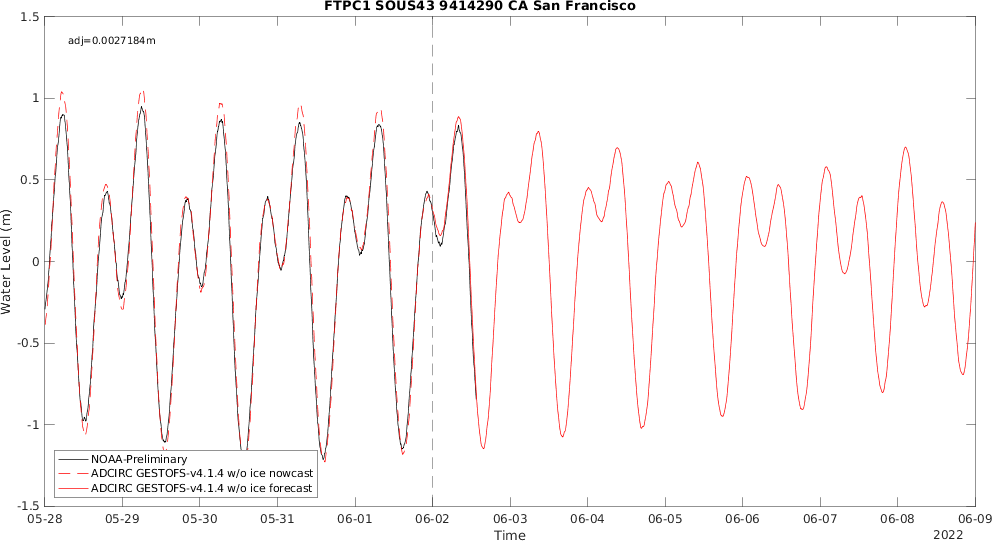 FTPC1 SOUS43 9414290 CA San Francisco
adj=0.0027184m
1.5
1
0.5
0
-0.5
-1
-1.5
Water Level (m)
NOAA-Preliminary
ADCIRC GESTOFS-v4.1.4 w/o ice nowcast
ADCIRC GESTOFS-v4.1.4 w/o ice forecast
05-28 05-29 05-30 05-31 06-01 06-02 06-03 06-04 06-05 06-06 06-07 06-08 06-09
Time
2022